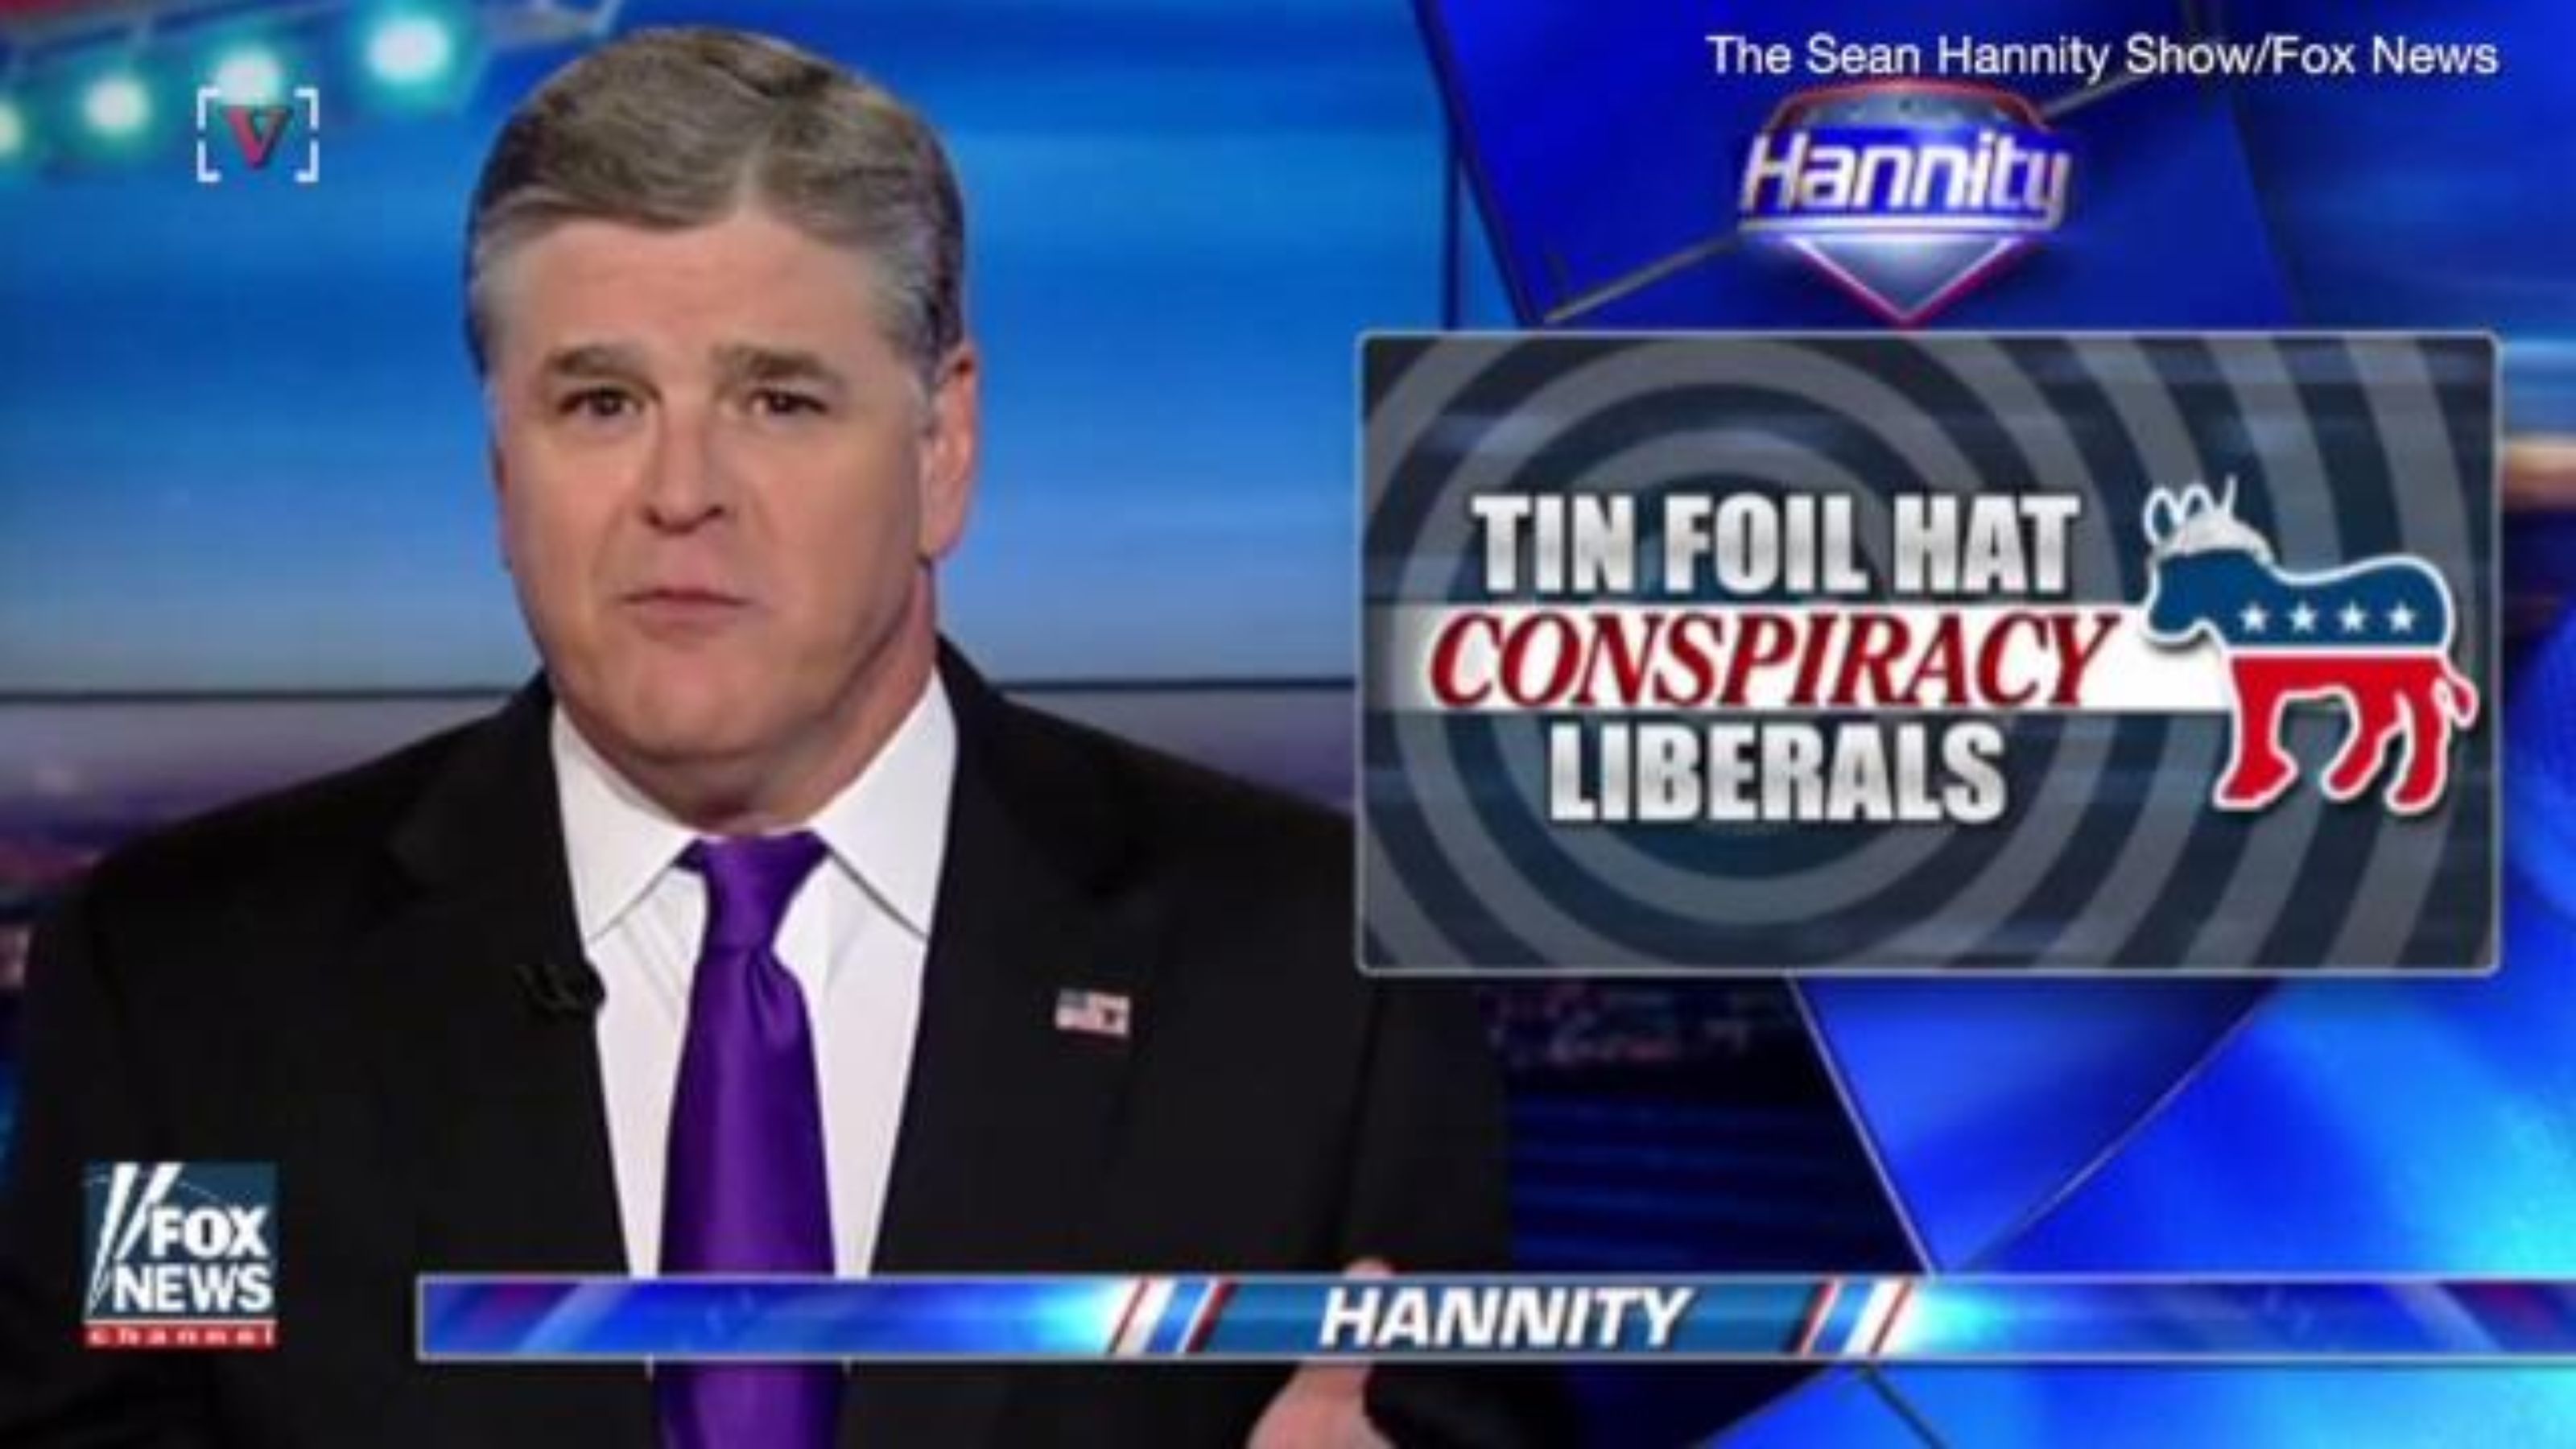 The Sean Hannity Show/Fox News
V
Hannity
TIN FOIL HAT
CONSPIRACY
LIBERALS
FOX
NEWS
channel
HANNITY